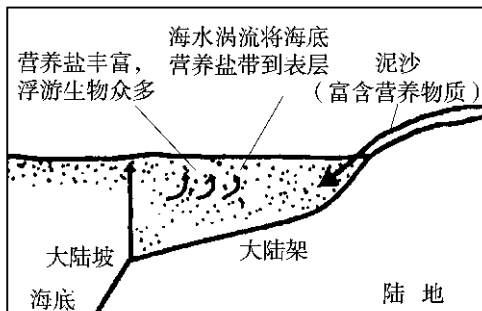 营养盐丰富，
浮游生物众多
海水涡流将海底
营养盐带到表层
泥沙
（富含营养物质）
大陆坡
大陆架
海底
陆 地